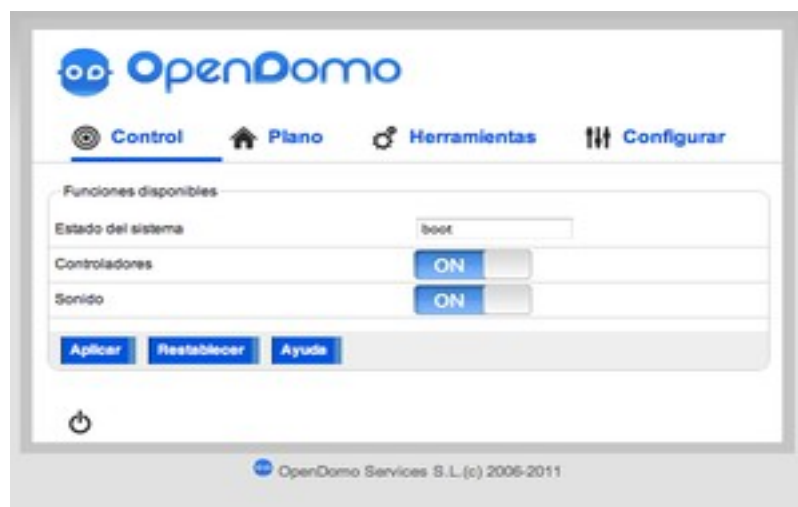 OpenDomo
Control Plano Herramientas Configurar
Funciones disponibles
Estado del sistema boot
Controladores ON
Sonido ON
Aplicar Restablecer Ayuda
OpenDomo Services S.L.(c) 2006-2011